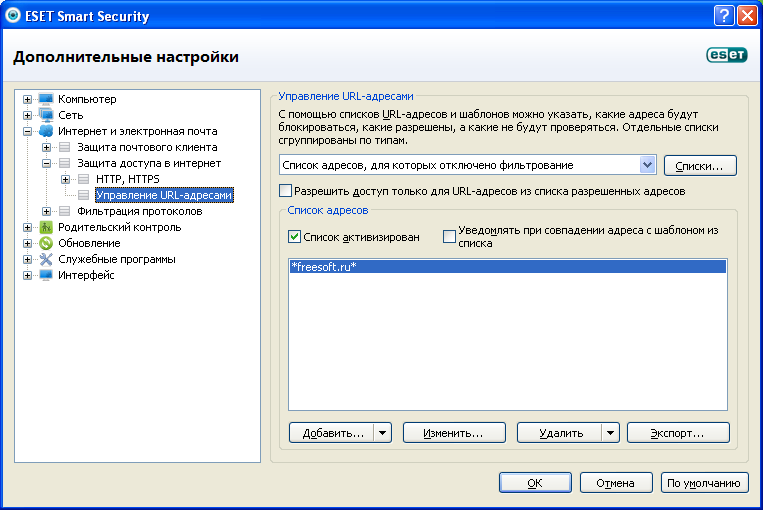 ESET Smart Security
Дополнительные настройки
eseт
Компьютер
Сеть
Интернет и электронная почта
Защита почтового клиента
Защита доступа в интернет
HTTP, HTTPS
Управление URL-адресами
Фильтрация протоколов
Родительский контроль
Обновление
Служебные программы
Интерфейс
Управление URL-адресами
С помощью списков URL-адресов и шаблонов можно указать, какие адреса будут
блокироваться, какие разрешены, а какие не будут проверяться. Отдельные списки
сгруппированы по типам.
Список адресов, для которых отключено фильтрование
Списки...
Разрешить доступ только для URL-адресов из списка разрешенных адресов
Список адресов
Список активизирован
Уведомлять при совпадении адреса с шаблоном из
списка
*freesoft.ru*
Добавить...
Изменить...
Удалить
Экспорт...
OK
Отмена
По умолчанию